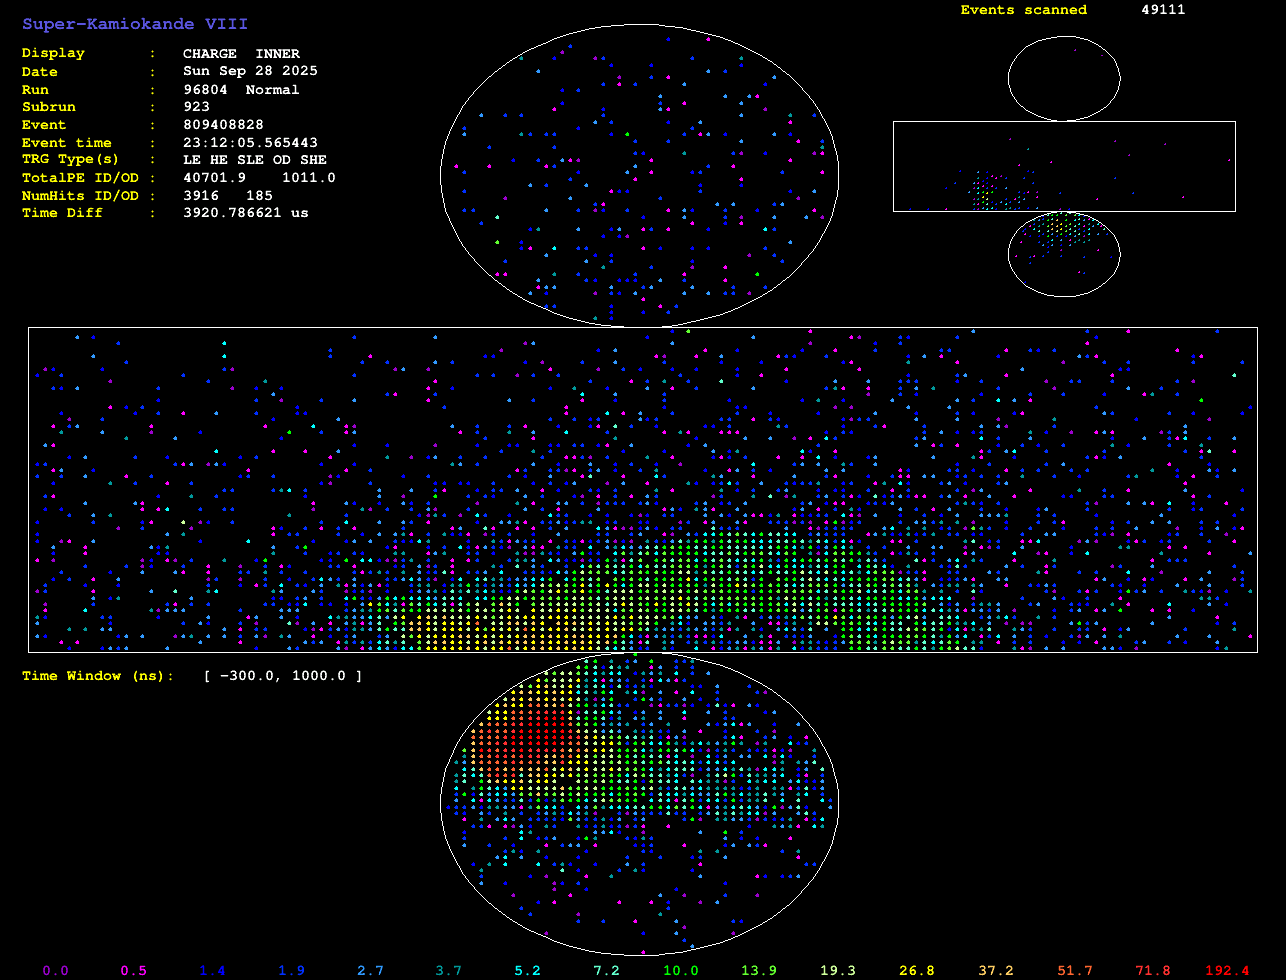 Super-Kamiokande VIII
Display : CHARGE INNER
Date : Sun Sep 28 2025
Run : 96804 Normal
Subrun : 923
Event : 809408828
Event time : 23:12:05.565443
TRG Type(s) : LE HE SLE OD SHE
TotalPE ID/OD : 40701.9 1011.0
NumHits ID/OD : 3916 185
Time Diff : 3920.786621 us
Events scanned 49111
Time Window (ns): [ -300.0, 1000.0 ]
0.0 0.5 1.4 1.9 2.7 3.7 5.2 7.2 10.0 13.9 19.3 26.8 37.2 51.7 71.8 192.4